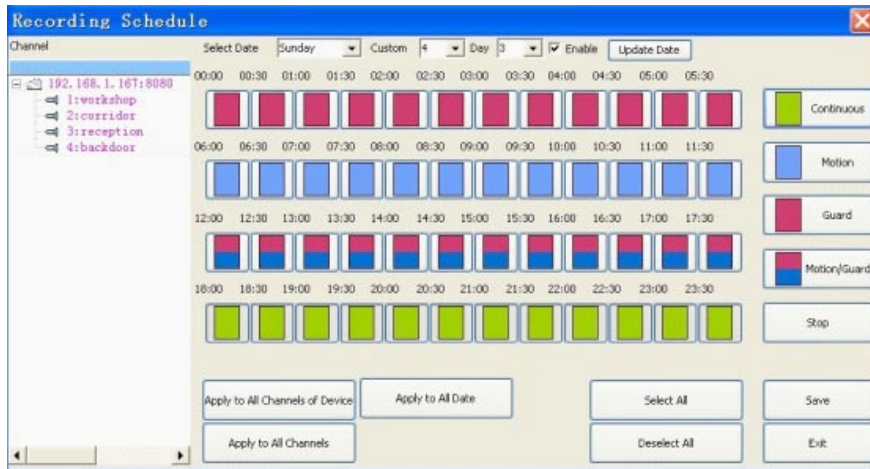 Recording Schedule
Channel
Select Date Sunday Custom 4 Day 3 Enable Update Date
192.168.1.167:8080
1:workshop
2:corridor
3:reception
4:backdoor
00:00 00:30 01:00 01:30 02:00 02:30 03:00 03:30 04:00 04:30 05:00 05:30
Continuous
06:00 06:30 07:00 07:30 08:00 08:30 09:00 09:30 10:00 10:30 11:00 11:30
Motion
12:00 12:30 13:00 13:30 14:00 14:30 15:00 15:30 16:00 16:30 17:00 17:30
Guard
Motion/Guard
18:00 18:30 19:00 19:30 20:00 20:30 21:00 21:30 22:00 22:30 23:00 23:30
Stop
Apply to All Channels of Device Apply to All Date Select All Save
Apply to All Channels Deselect All Exit